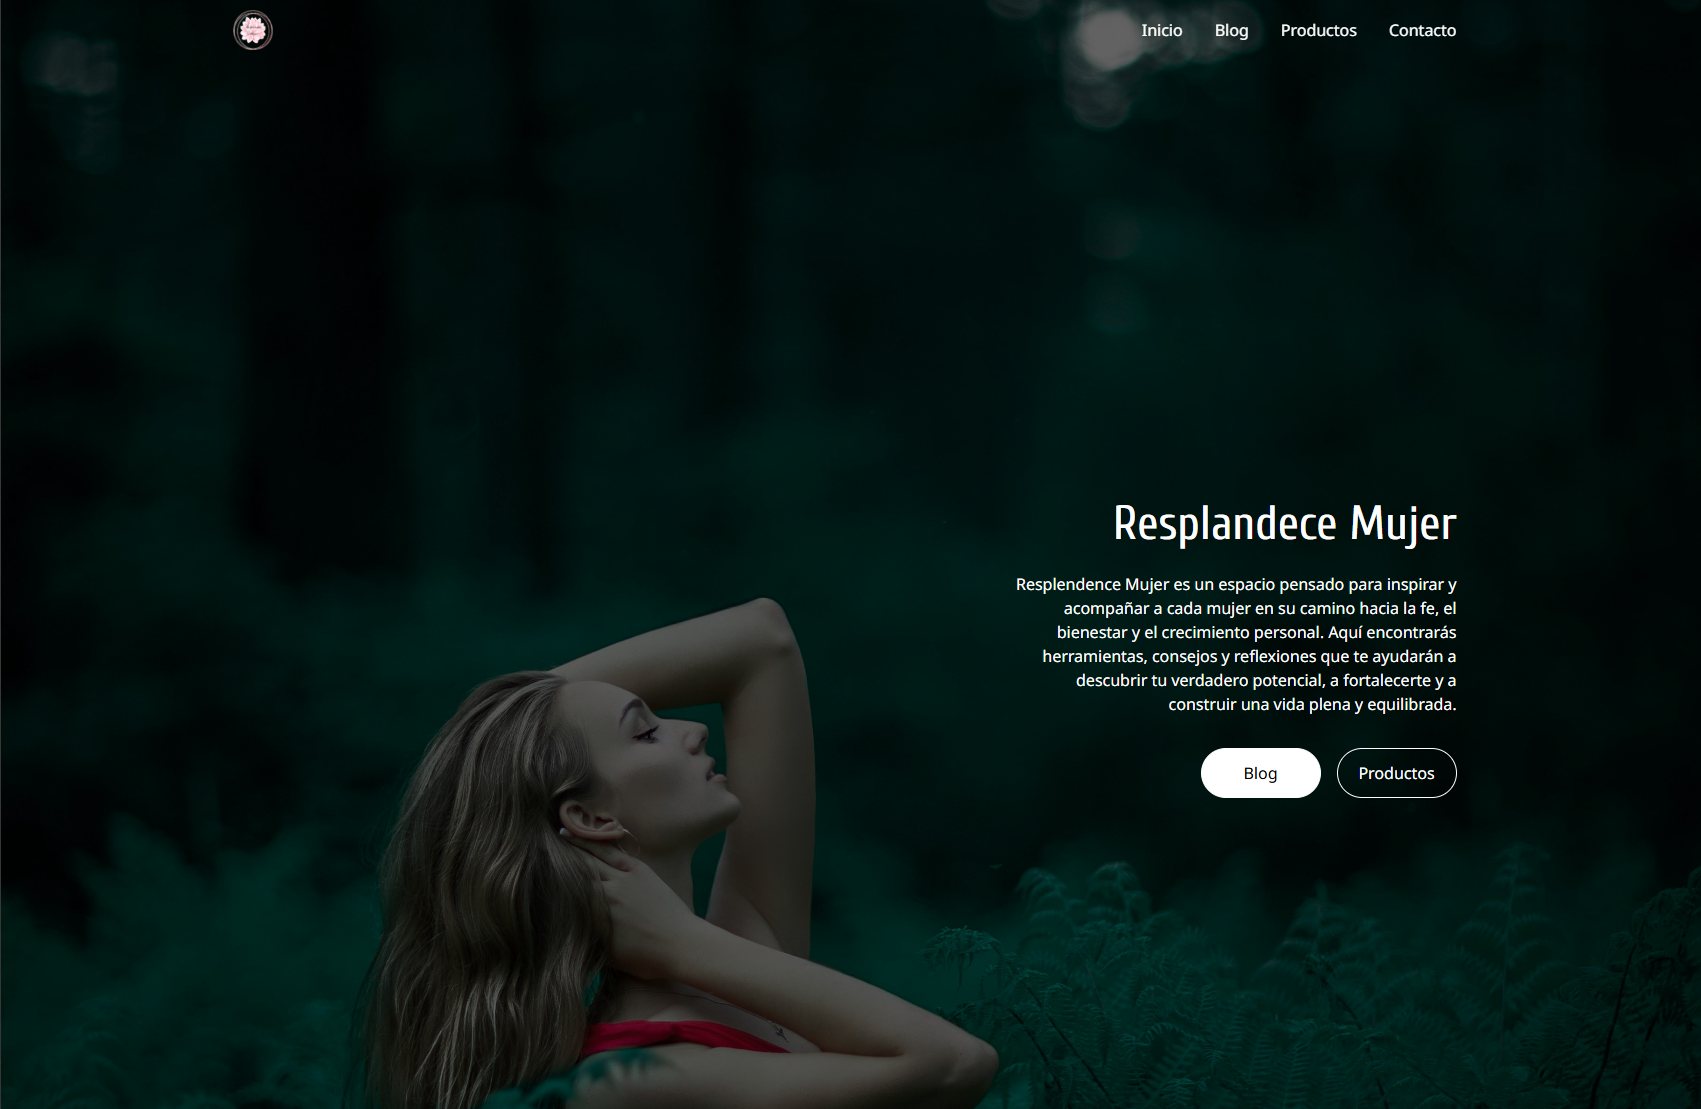 Inicio Blog Productos Contacto
Resplandece Mujer
Resplendence Mujer es un espacio pensado para inspirar y
acompañar a cada mujer en su camino hacia la fe, el
bienestar y el crecimiento personal. Aquí encontrarás
herramientas, consejos y reflexiones que te ayudarán a
descubrir tu verdadero potencial, a fortalecerte y a
construir una vida plena y equilibrada.
Blog Productos